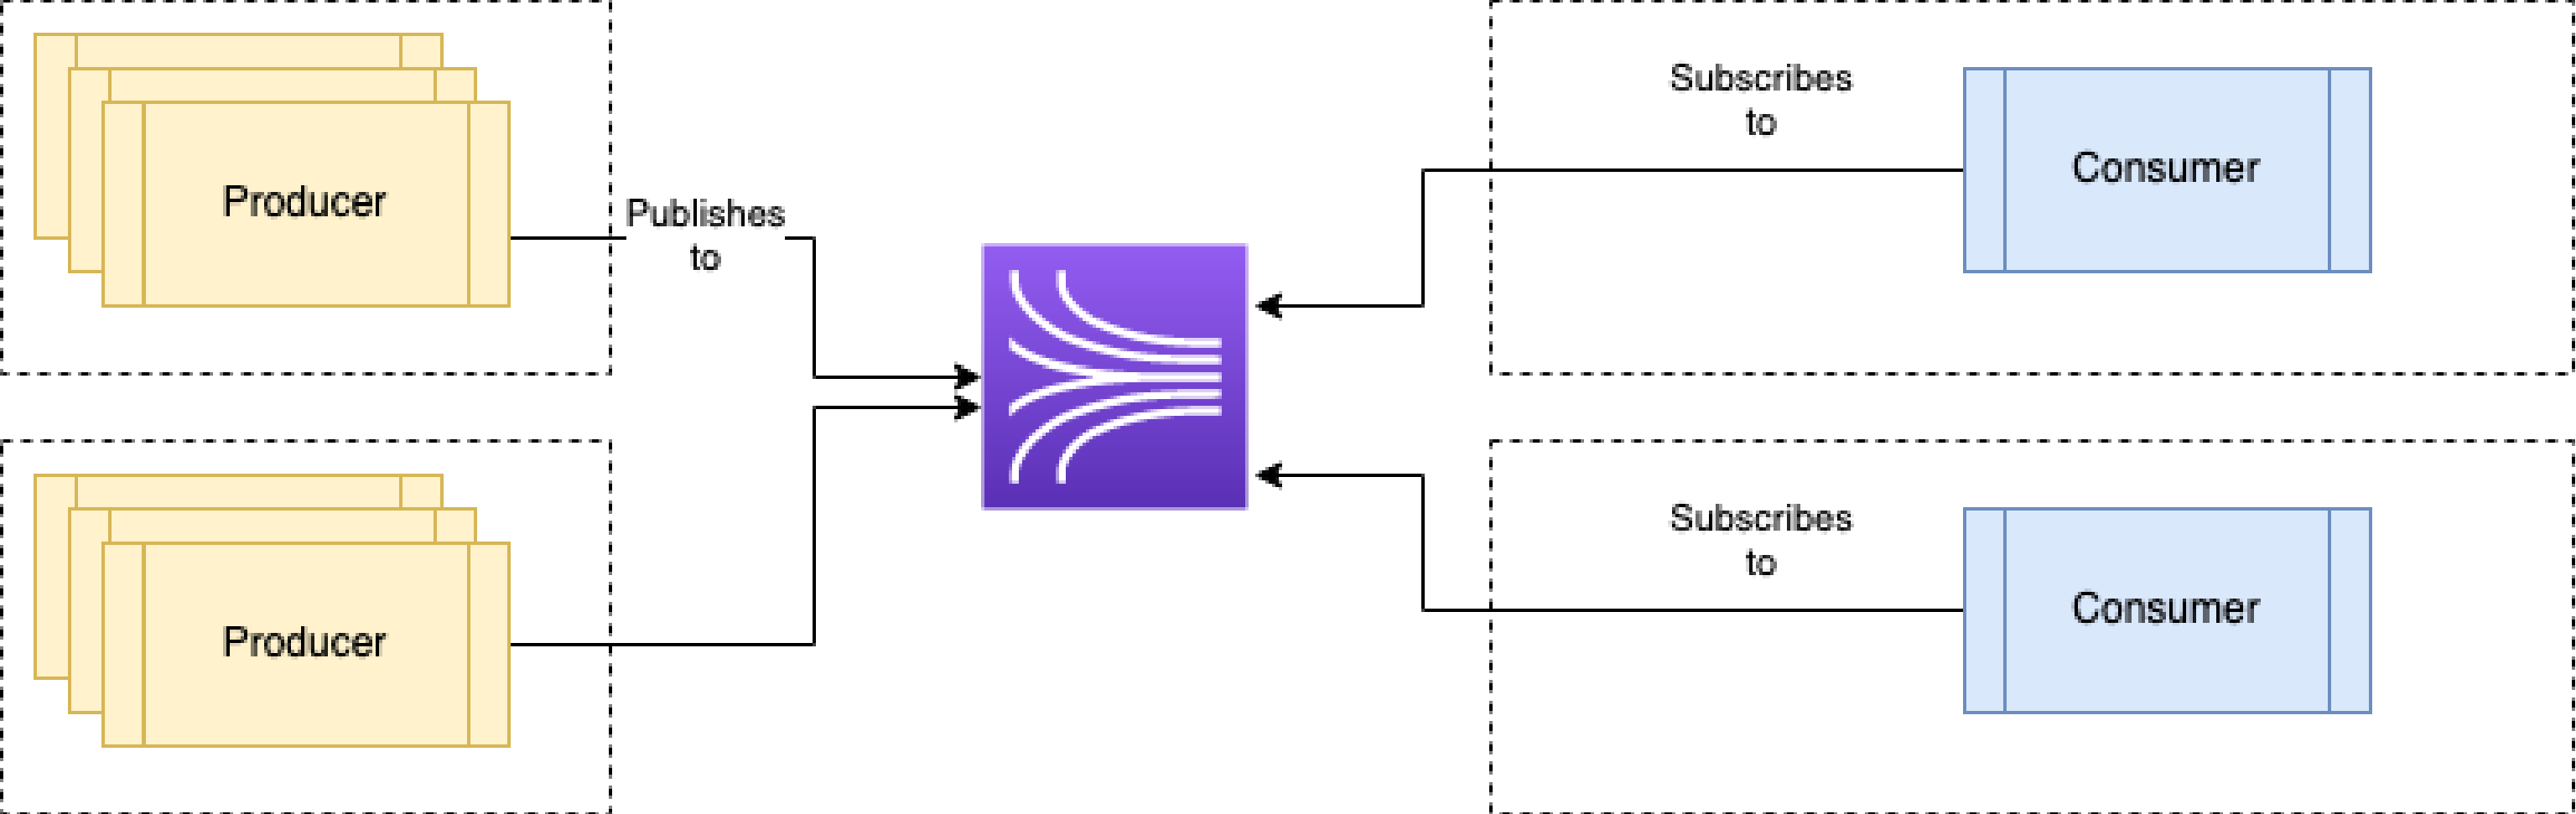 Producer
Publishes
to
Producer
Subscribes
to
Consumer
Subscribes
to
Consumer